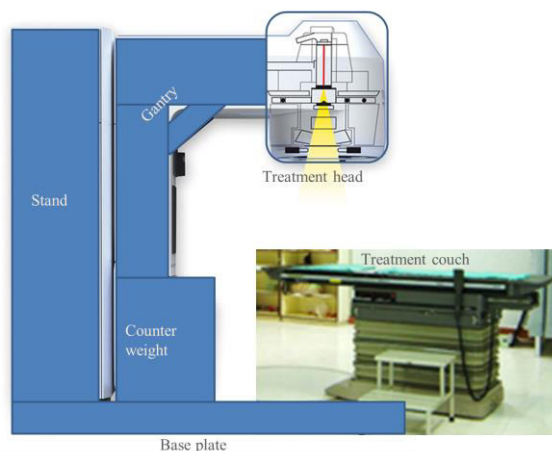 Gantry
Treatment head
Stand
Treatment couch
Counter
weight
Base plate